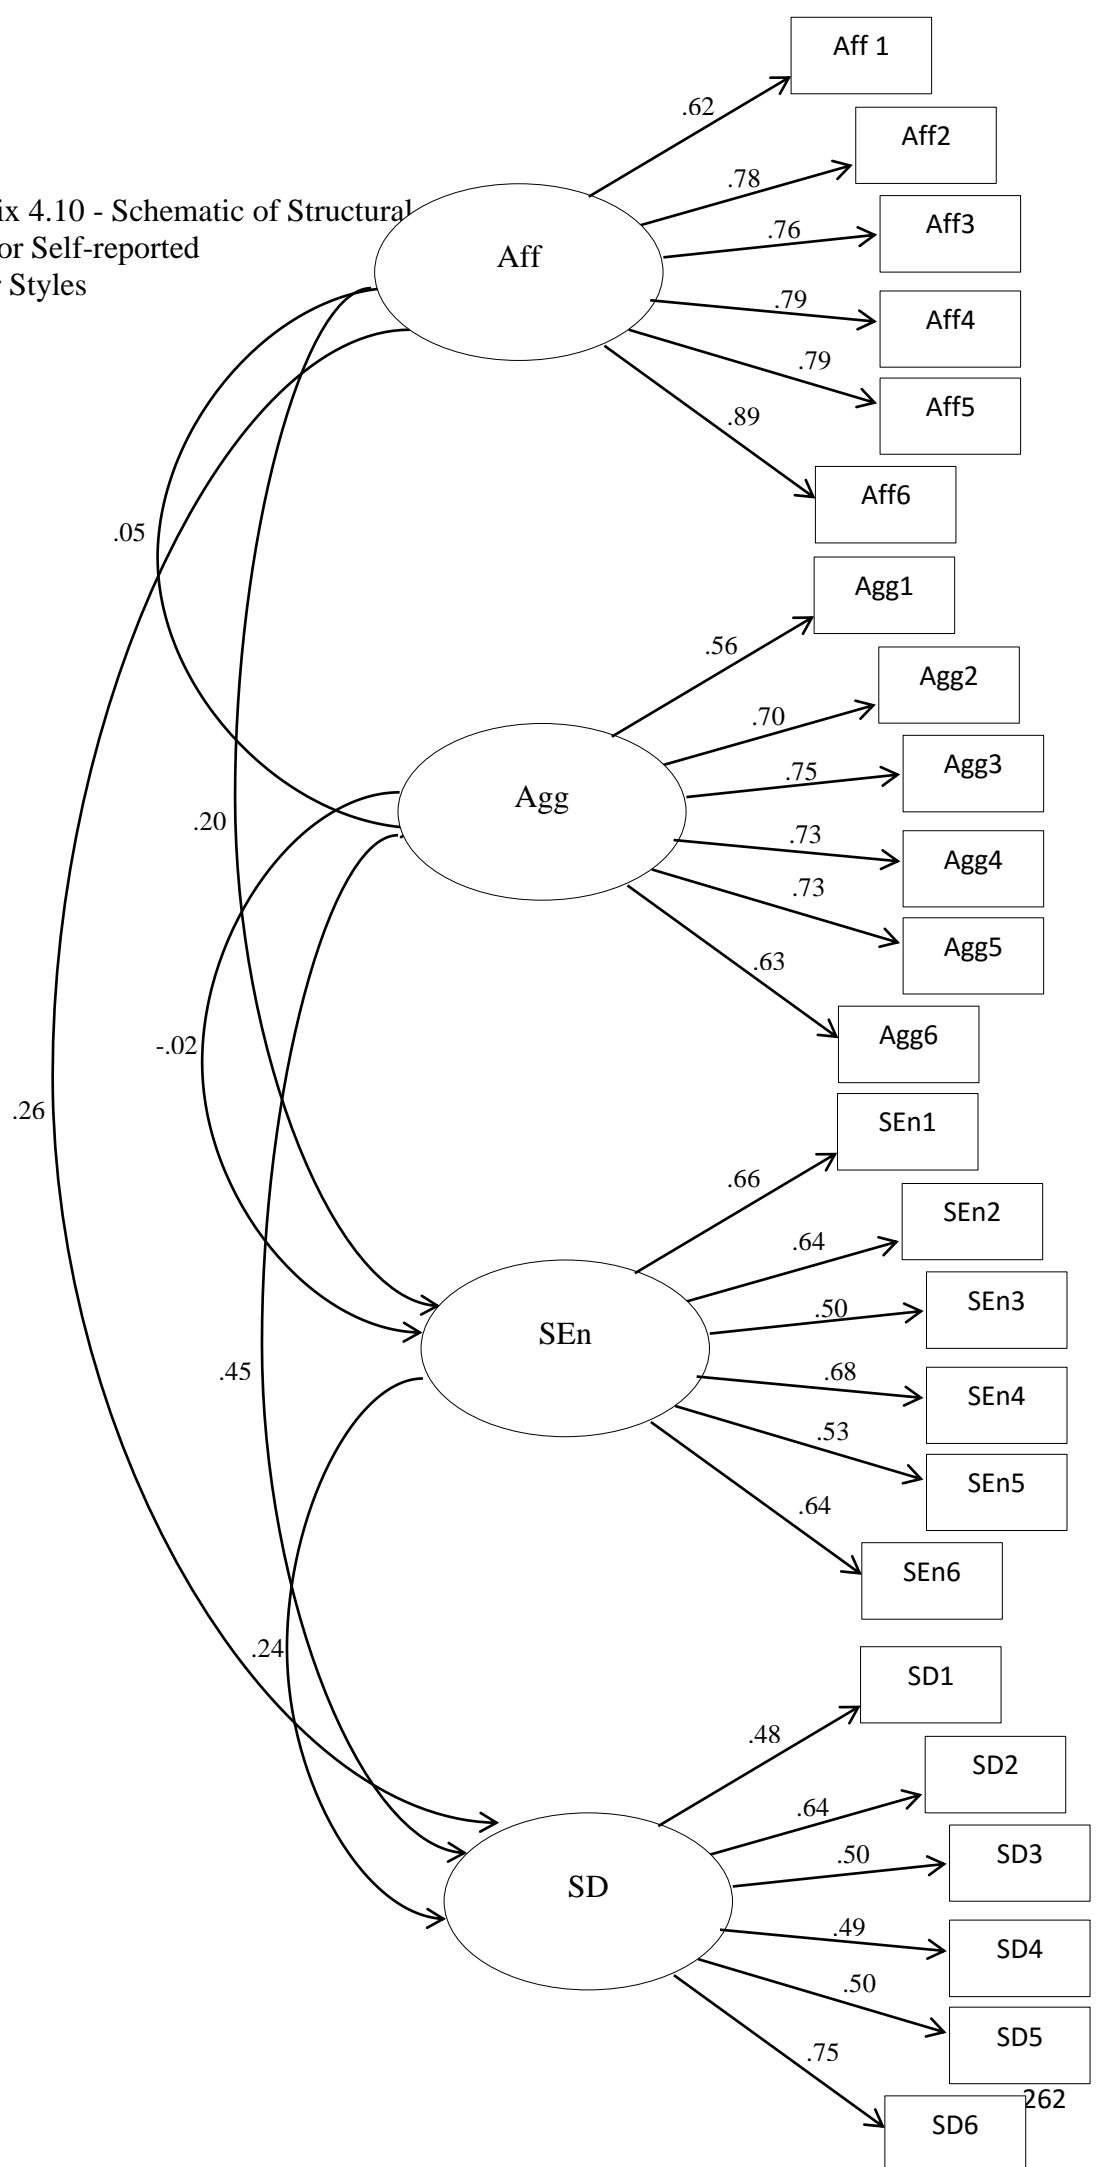 Aff 1
.62
Aff2
.78
ix 4.10 - Schematic of Structural
or Self-reported
r Styles
Aff
.76
Aff3
.79
Aff4
.79
Aff5
.89
Aff6
.05
Agg1
.56
Agg2
.70
Agg
.75
Agg3
.20
.73
Agg4
.73
Agg5
.63
Agg6
-.02
.26
SEn1
.66
SEn2
.64
SEn
.50
SEn3
.45
.68
SEn4
.53
SEn5
.64
SEn6
.24
SD1
.48
SD2
.64
SD
.50
SD3
.49
SD4
.50
SD5
.75
SD6
262